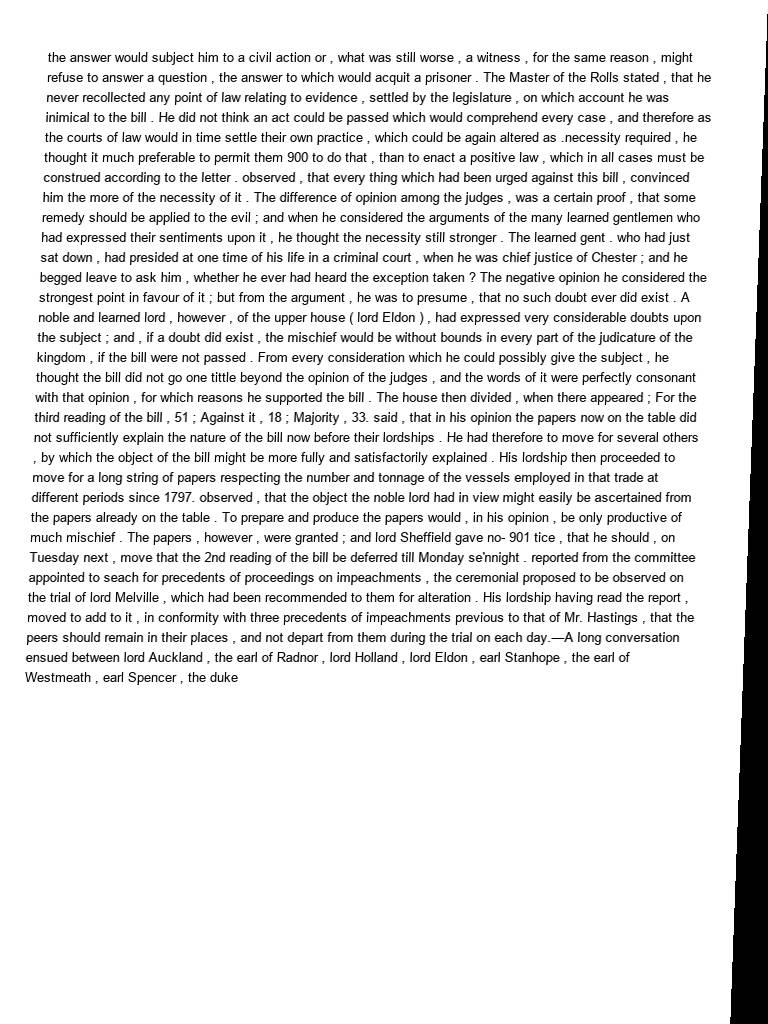 the answer would subject him to a civil action or , what was still worse , a witness , for the same reason , might
refuse to answer a question , the answer to which would acquit a prisoner . The Master of the Rolls stated , that he
never recollected any point of law relating to evidence , settled by the legislature , on which account he was
inimical to the bill . He did not think an act could be passed which would comprehend every case , and therefore as
the courts of law would in time settle their own practice , which could be again altered as .necessity required , he
thought it much preferable to permit them 900 to do that , than to enact a positive law , which in all cases must be
construed according to the letter . observed , that every thing which had been urged against this bill , convinced
him the more of the necessity of it . The difference of opinion among the judges , was a certain proof , that some
remedy should be applied to the evil ; and when he considered the arguments of the many learned gentlemen who
had expressed their sentiments upon it , he thought the necessity still stronger . The learned gent . who had just
sat down , had presided at one time of his life in a criminal court , when he was chief justice of Chester ; and he
begged leave to ask him , whether he ever had heard the exception taken ? The negative opinion he considered the
strongest point in favour of it ; but from the argument , he was to presume , that no such doubt ever did exist . A
noble and learned lord , however , of the upper house ( lord Eldon ) , had expressed very considerable doubts upon
the subject ; and , if a doubt did exist , the mischief would be without bounds in every part of the judicature of the
kingdom , if the bill were not passed . From every consideration which he could possibly give the subject , he
thought the bill did not go one tittle beyond the opinion of the judges , and the words of it were perfectly consonant
with that opinion , for which reasons he supported the bill . The house then divided , when there appeared ; For the
third reading of the bill , 51 ; Against it , 18 ; Majority , 33. said , that in his opinion the papers now on the table did
not sufficiently explain the nature of the bill now before their lordships . He had therefore to move for several others
, by which the object of the bill might be more fully and satisfactorily explained . His lordship then proceeded to
move for a long string of papers respecting the number and tonnage of the vessels employed in that trade at
different periods since 1797. observed , that the object the noble lord had in view might easily be ascertained from
the papers already on the table . To prepare and produce the papers would , in his opinion , be only productive of
much mischief . The papers , however , were granted ; and lord Sheffield gave no- 901 tice , that he should , on
Tuesday next , move that the 2nd reading of the bill be deferred till Monday se'nnight . reported from the committee
appointed to seach for precedents of proceedings on impeachments , the ceremonial proposed to be observed on
the trial of lord Melville , which had been recommended to them for alteration . His lordship having read the report ,
moved to add to it , in conformity with three precedents of impeachments previous to that of Mr. Hastings , that the
peers should remain in their places , and not depart from them during the trial on each day.—A long conversation
ensued between lord Auckland , the earl of Radnor , lord Holland , lord Eldon , earl Stanhope , the earl of
Westmeath , earl Spencer , the duke